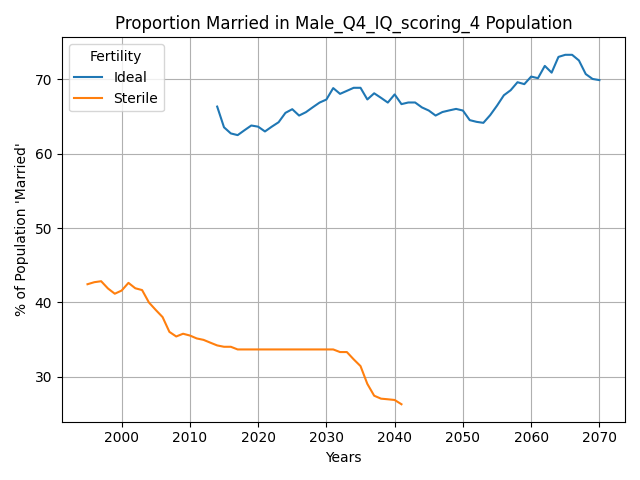 Proportion Married in Male_Q4_IQ_scoring_4 Population
Fertility
Ideal
Sterile
% of Population 'Married'
70
60
50
40
30
2000 2010 2020 2030 2040 2050 2060 2070
Years